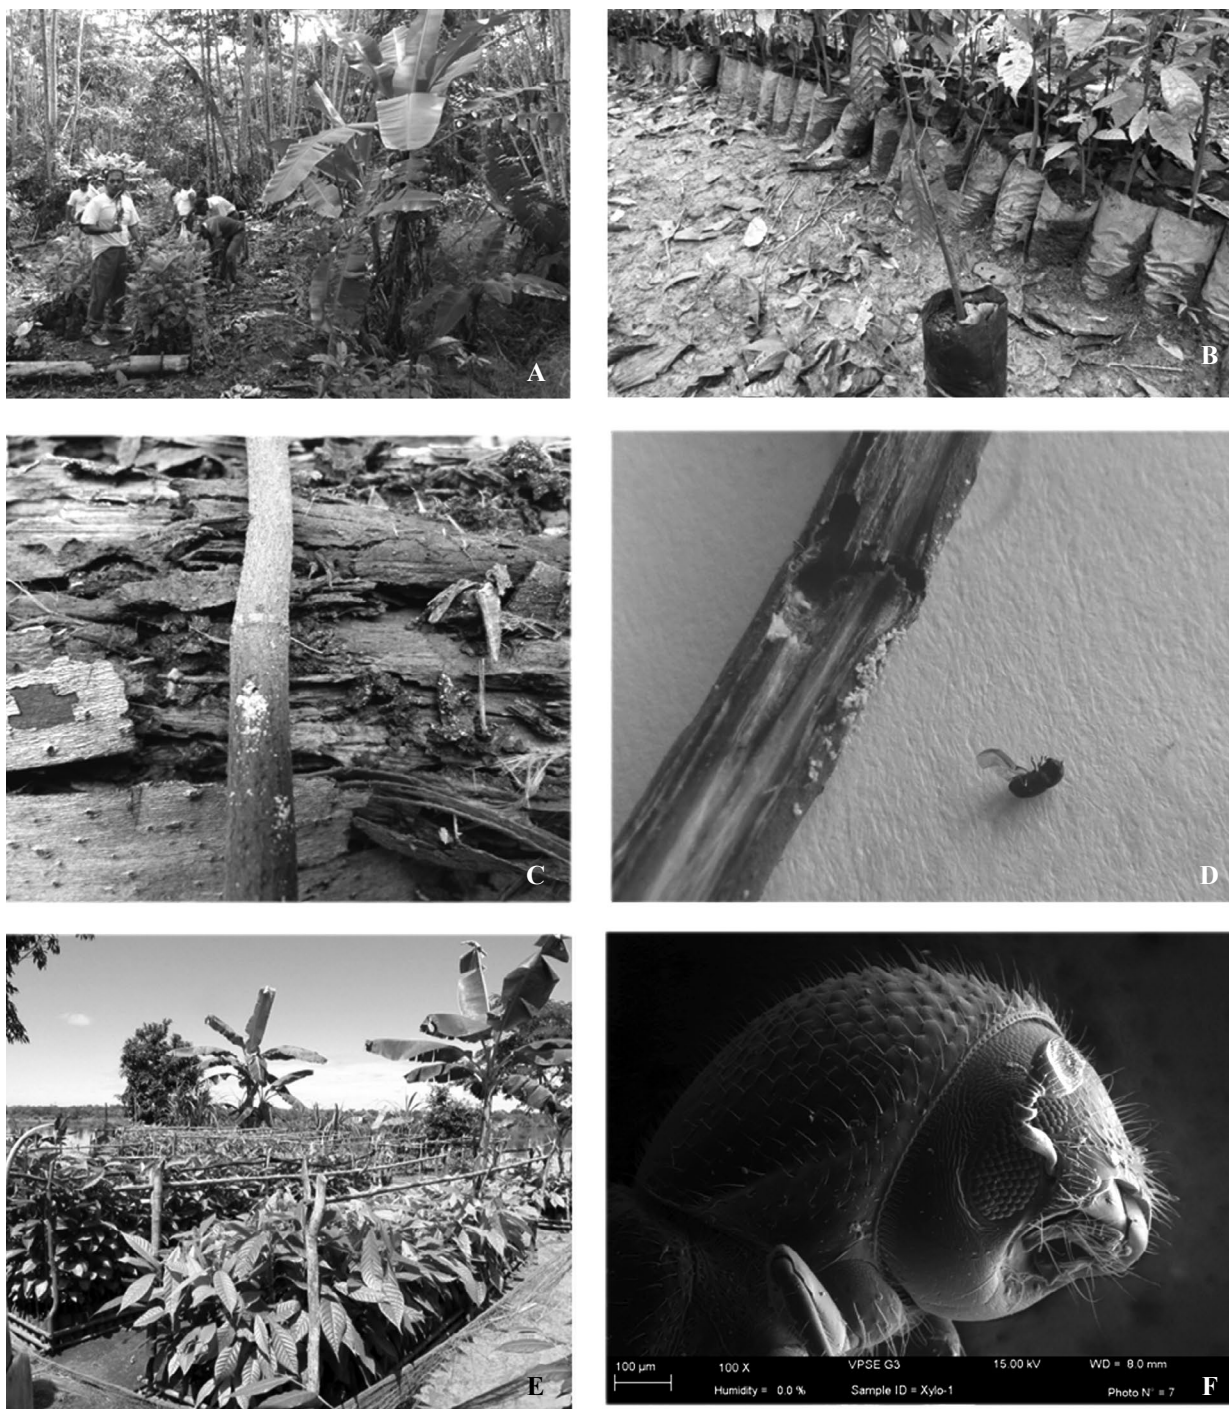 A
B
C
D
E
100 µm 100 X VPSE G3 15.00 kV WD = 8.0 mm
Humidity = 0.0 % Sample ID = Xylo-1 Photo N° = 7
F